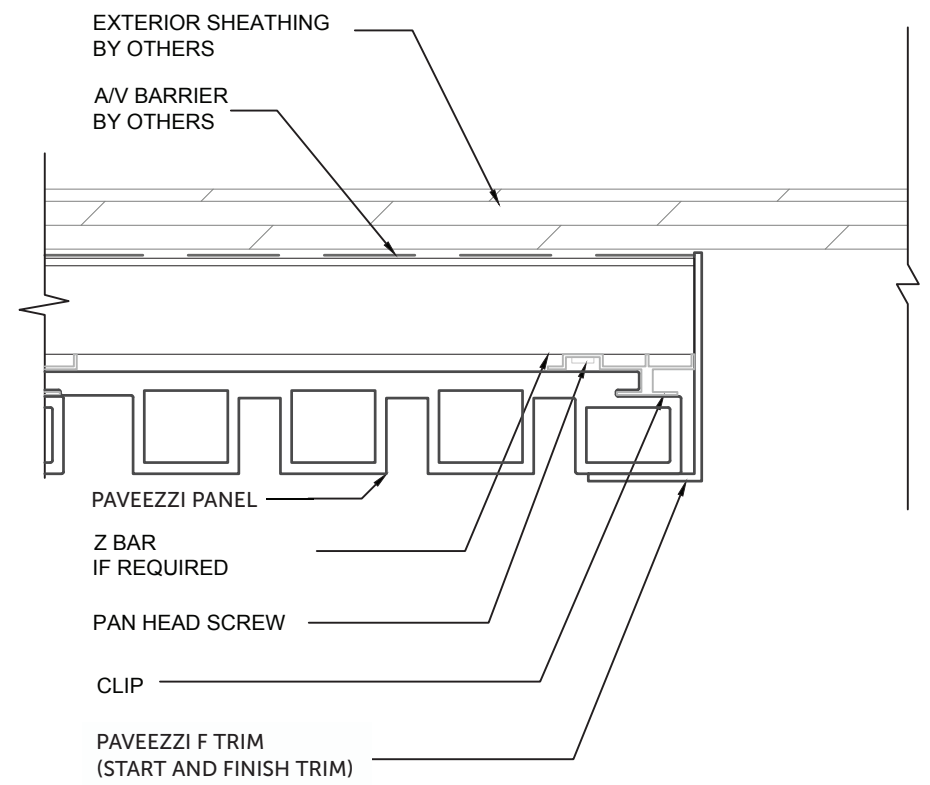 EXTERIOR SHEATHING
BY OTHERS
A/V BARRIER
BY OTHERS
PAVEEZZI PANEL
Z BAR
IF REQUIRED
PAN HEAD SCREW
CLIP
PAVEEZZI F TRIM
(START AND FINISH TRIM)